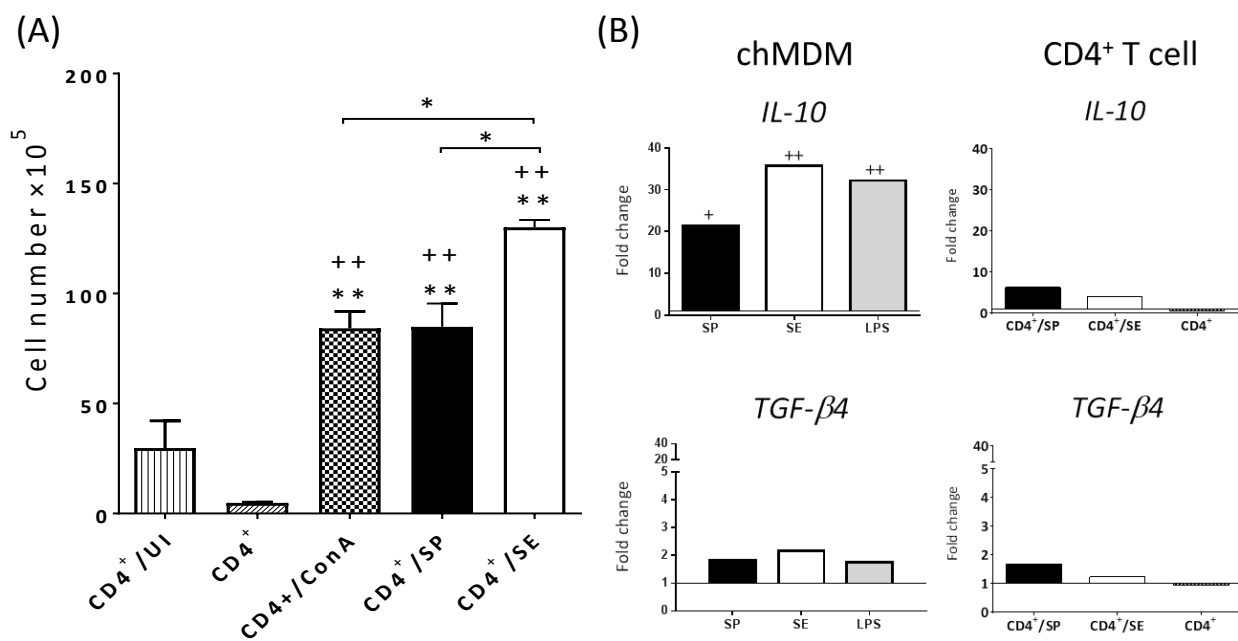 (A)
Cell number ×10⁵
200
150
100
50
0
*
*
++
**
++
**
++
**
CD4⁺/UI
CD4⁺
CD4+/ConA
CD4⁺/SP
CD4⁺/SE
(B)
chMDM
CD4⁺ T cell
IL-10
Fold change
40
30
20
10
0
+
++
++
SP
SE
LPS
IL-10
Fold change
40
30
20
10
0
CD4⁺/SP
CD4⁺/SE
CD4⁺
TGF-β4
Fold change
40
20
5
4
3
2
1
0
SP
SE
LPS
TGF-β4
Fold change
40
5
4
3
2
1
0
CD4⁺/SP
CD4⁺/SE
CD4⁺